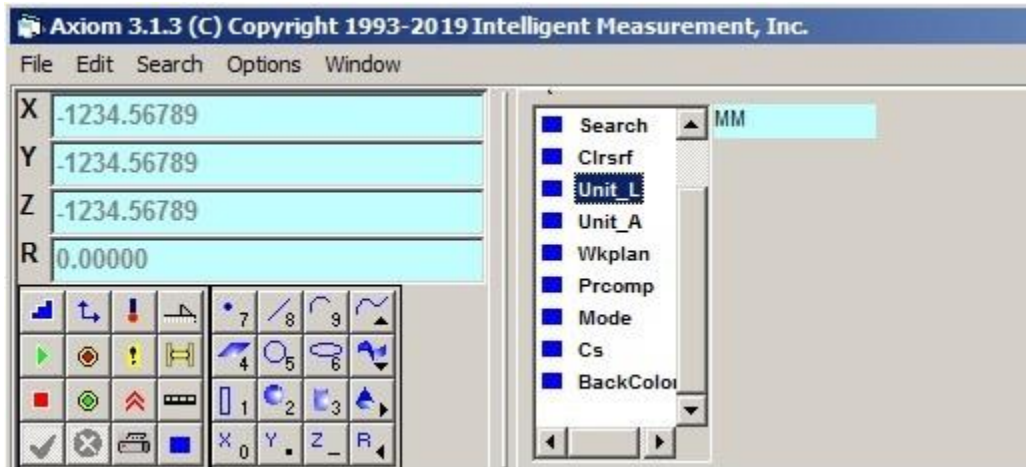 Axiom 3.1.3 (C) Copyright 1993-2019 Intelligent Measurement, Inc.
File Edit Search Options Window
X -1234.56789
Y -1234.56789
Z -1234.56789
R 0.00000
7 8 9
4 5 6
1 2 3
X 0 Y . Z _ R
Search
Clrsrf
Unit_L
Unit_A
Wkplan
Prcomp
Mode
Cs
BackColor
MM